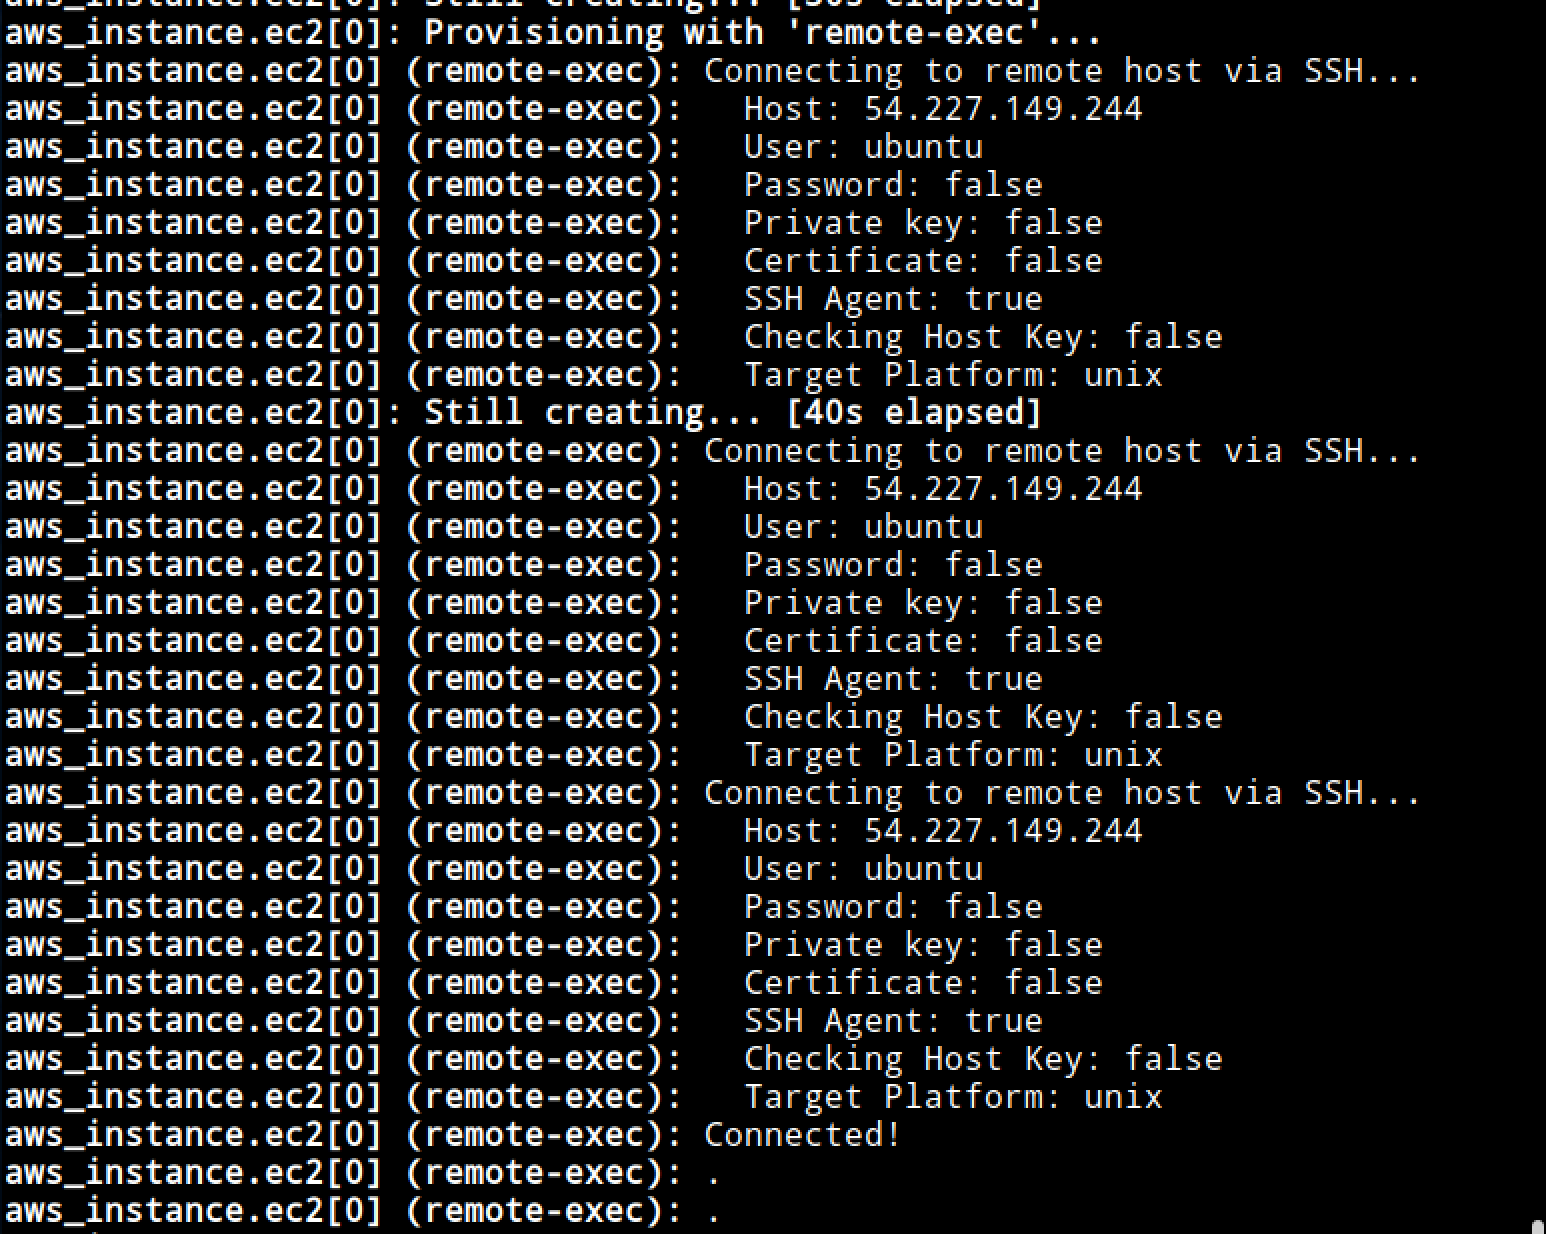 aws_instance.ec2[0]: Still creating... [30s elapsed]
aws_instance.ec2[0]: Provisioning with 'remote-exec'...
aws_instance.ec2[0] (remote-exec): Connecting to remote host via SSH...
aws_instance.ec2[0] (remote-exec):   Host: 54.227.149.244
aws_instance.ec2[0] (remote-exec):   User: ubuntu
aws_instance.ec2[0] (remote-exec):   Password: false
aws_instance.ec2[0] (remote-exec):   Private key: false
aws_instance.ec2[0] (remote-exec):   Certificate: false
aws_instance.ec2[0] (remote-exec):   SSH Agent: true
aws_instance.ec2[0] (remote-exec):   Checking Host Key: false
aws_instance.ec2[0] (remote-exec):   Target Platform: unix
aws_instance.ec2[0]: Still creating... [40s elapsed]
aws_instance.ec2[0] (remote-exec): Connecting to remote host via SSH...
aws_instance.ec2[0] (remote-exec):   Host: 54.227.149.244
aws_instance.ec2[0] (remote-exec):   User: ubuntu
aws_instance.ec2[0] (remote-exec):   Password: false
aws_instance.ec2[0] (remote-exec):   Private key: false
aws_instance.ec2[0] (remote-exec):   Certificate: false
aws_instance.ec2[0] (remote-exec):   SSH Agent: true
aws_instance.ec2[0] (remote-exec):   Checking Host Key: false
aws_instance.ec2[0] (remote-exec):   Target Platform: unix
aws_instance.ec2[0] (remote-exec): Connecting to remote host via SSH...
aws_instance.ec2[0] (remote-exec):   Host: 54.227.149.244
aws_instance.ec2[0] (remote-exec):   User: ubuntu
aws_instance.ec2[0] (remote-exec):   Password: false
aws_instance.ec2[0] (remote-exec):   Private key: false
aws_instance.ec2[0] (remote-exec):   Certificate: false
aws_instance.ec2[0] (remote-exec):   SSH Agent: true
aws_instance.ec2[0] (remote-exec):   Checking Host Key: false
aws_instance.ec2[0] (remote-exec):   Target Platform: unix
aws_instance.ec2[0] (remote-exec): Connected!
aws_instance.ec2[0] (remote-exec): .
aws_instance.ec2[0] (remote-exec): .